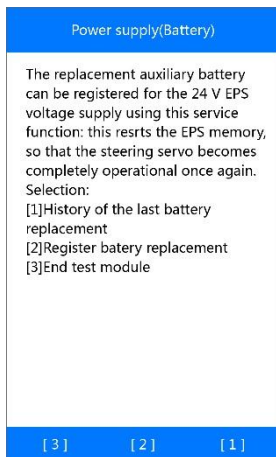 Power supply(Battery)
The replacement auxiliary battery
can be registered for the 24 V EPS
voltage supply using this service
function: this resrts the EPS memory,
so that the steering servo becomes
completely operational once again.
Selection:
[1]History of the last battery
replacement
[2]Register batery replacement
[3]End test module
[ 3 ] [ 2 ] [ 1 ]